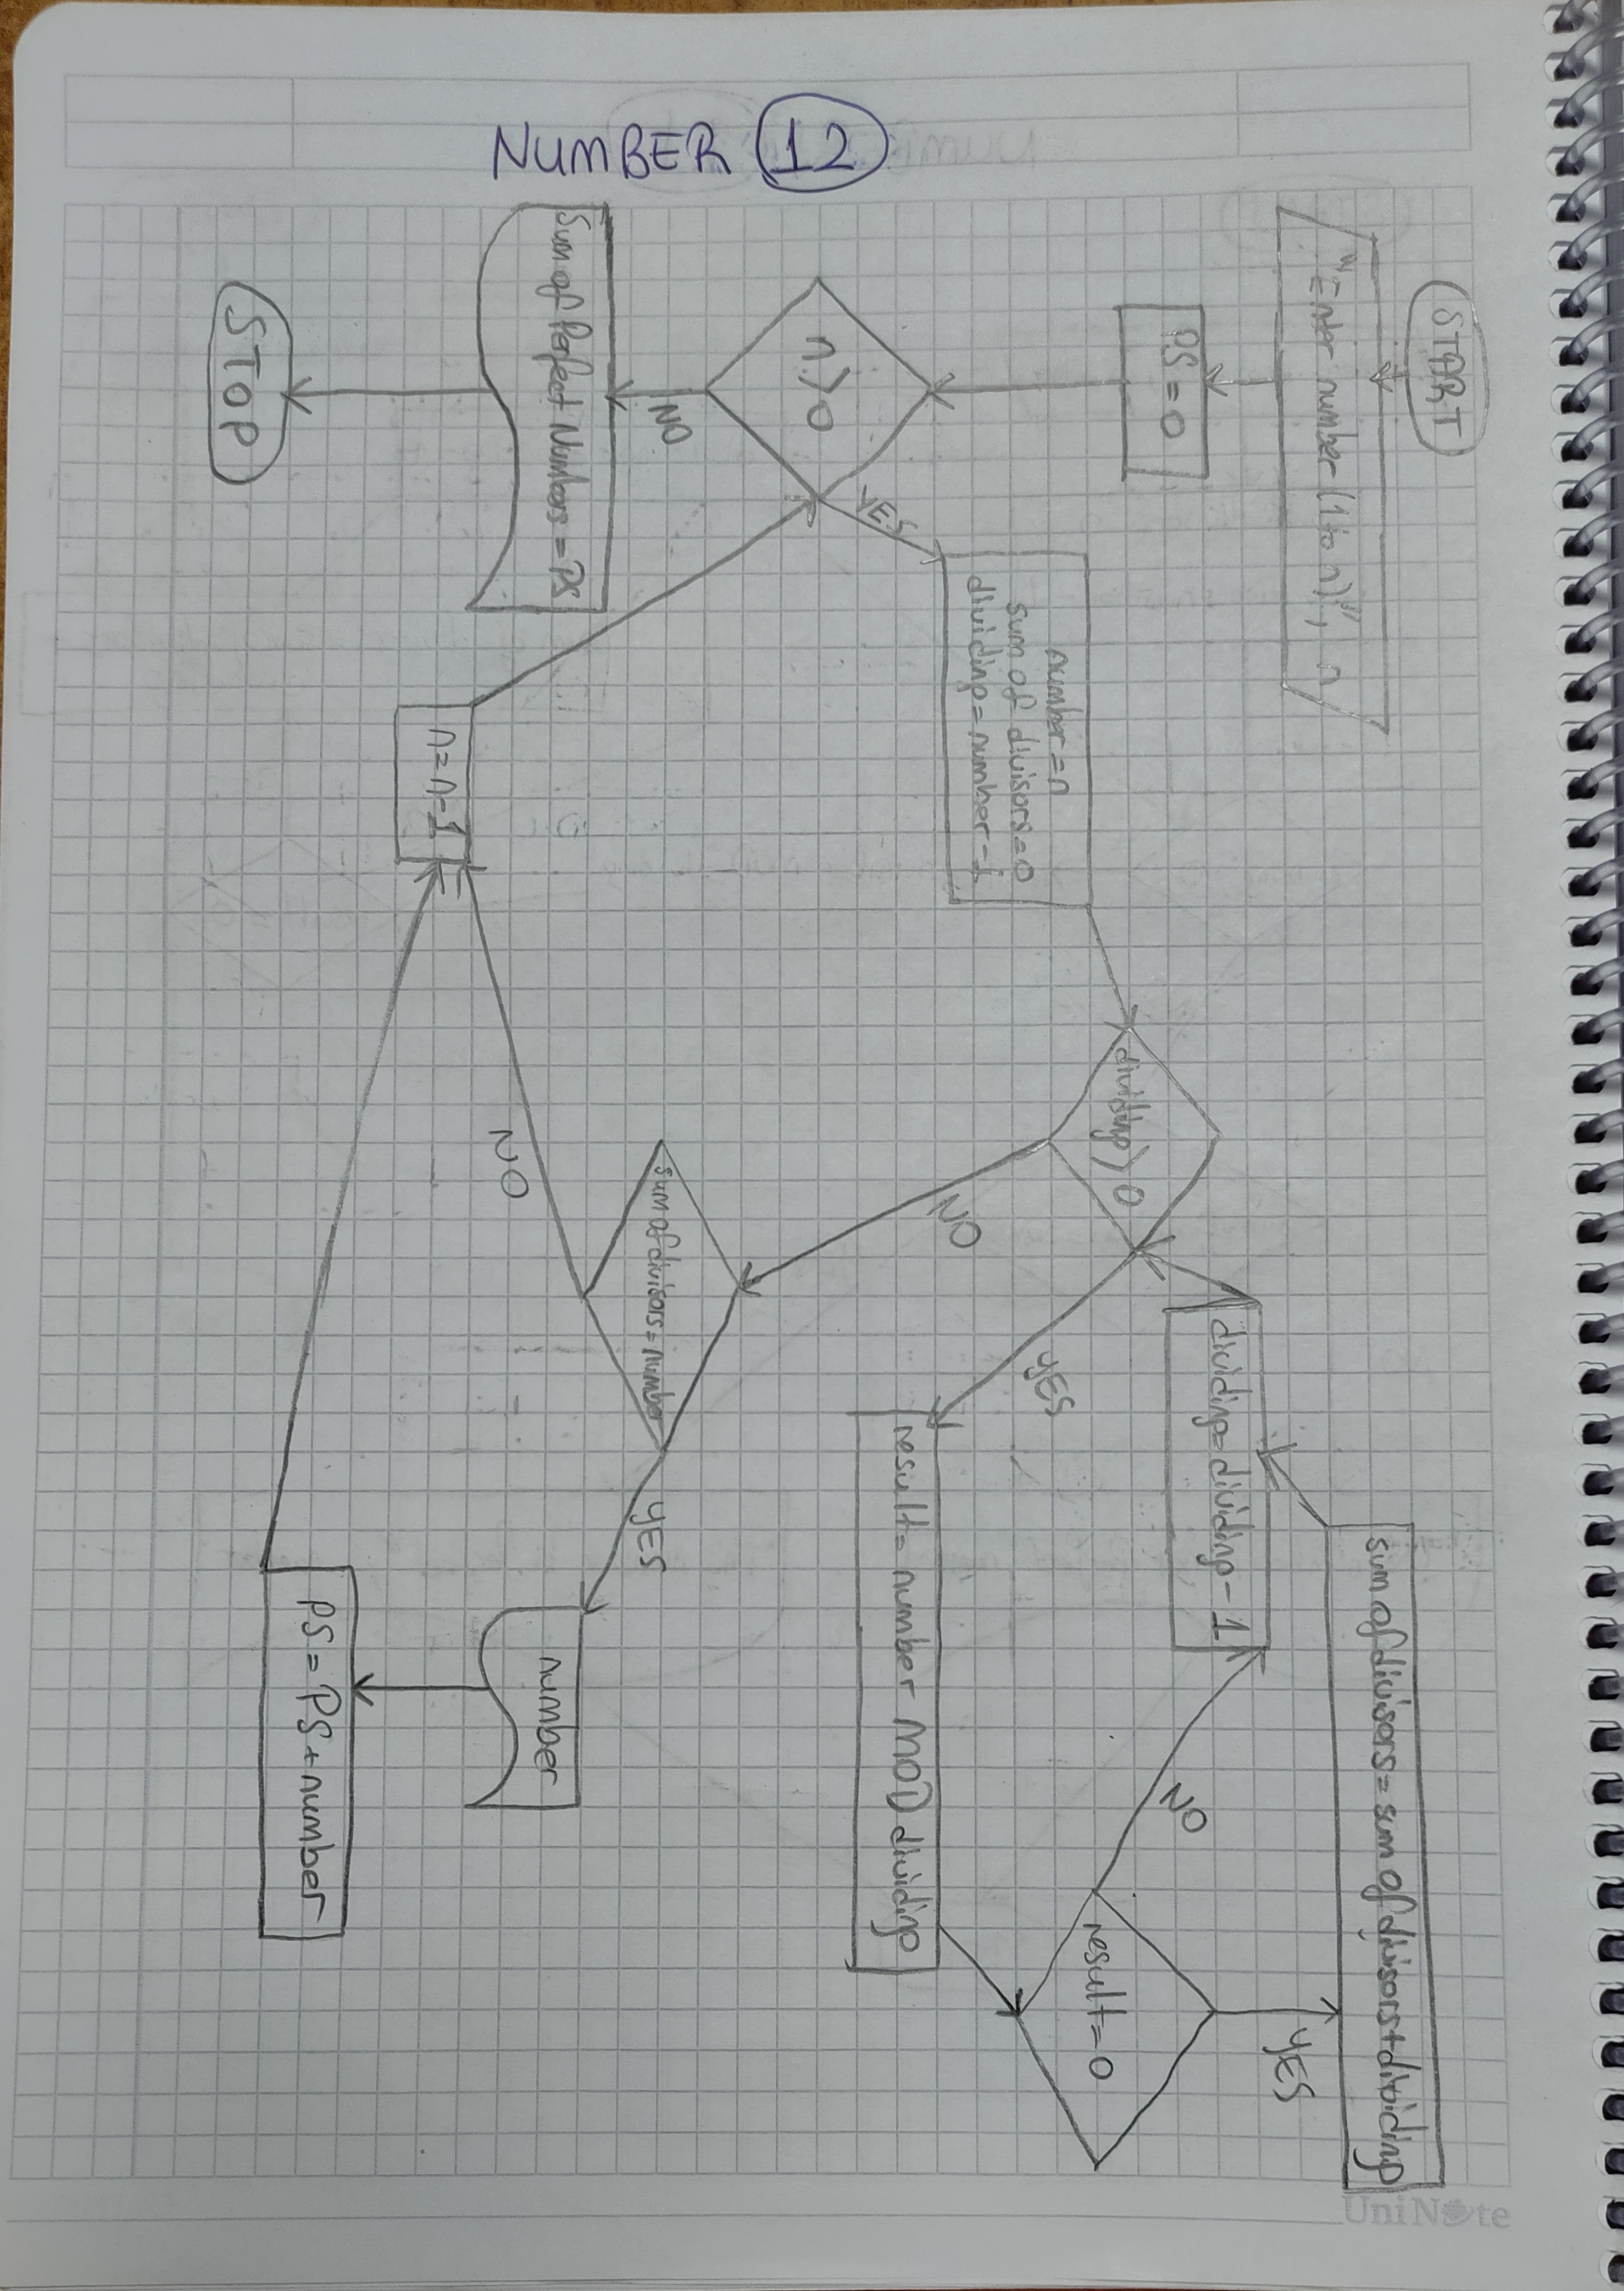 NUMBER 12
START
"Enter number (1 to n);", n
PS = 0
n > 0
YES
NO
Sum of Perfect Numbers = PS
STOP
number = n
sum of divisors = 0
dividing = number - 1
dividing > 0
YES
NO
result = number MOD dividing
result = 0
YES
NO
sum of divisors = sum of divisors + dividing
dividing = dividing - 1
sum of divisors = number
YES
NO
number
PS = PS + number
n = n - 1
UniNote